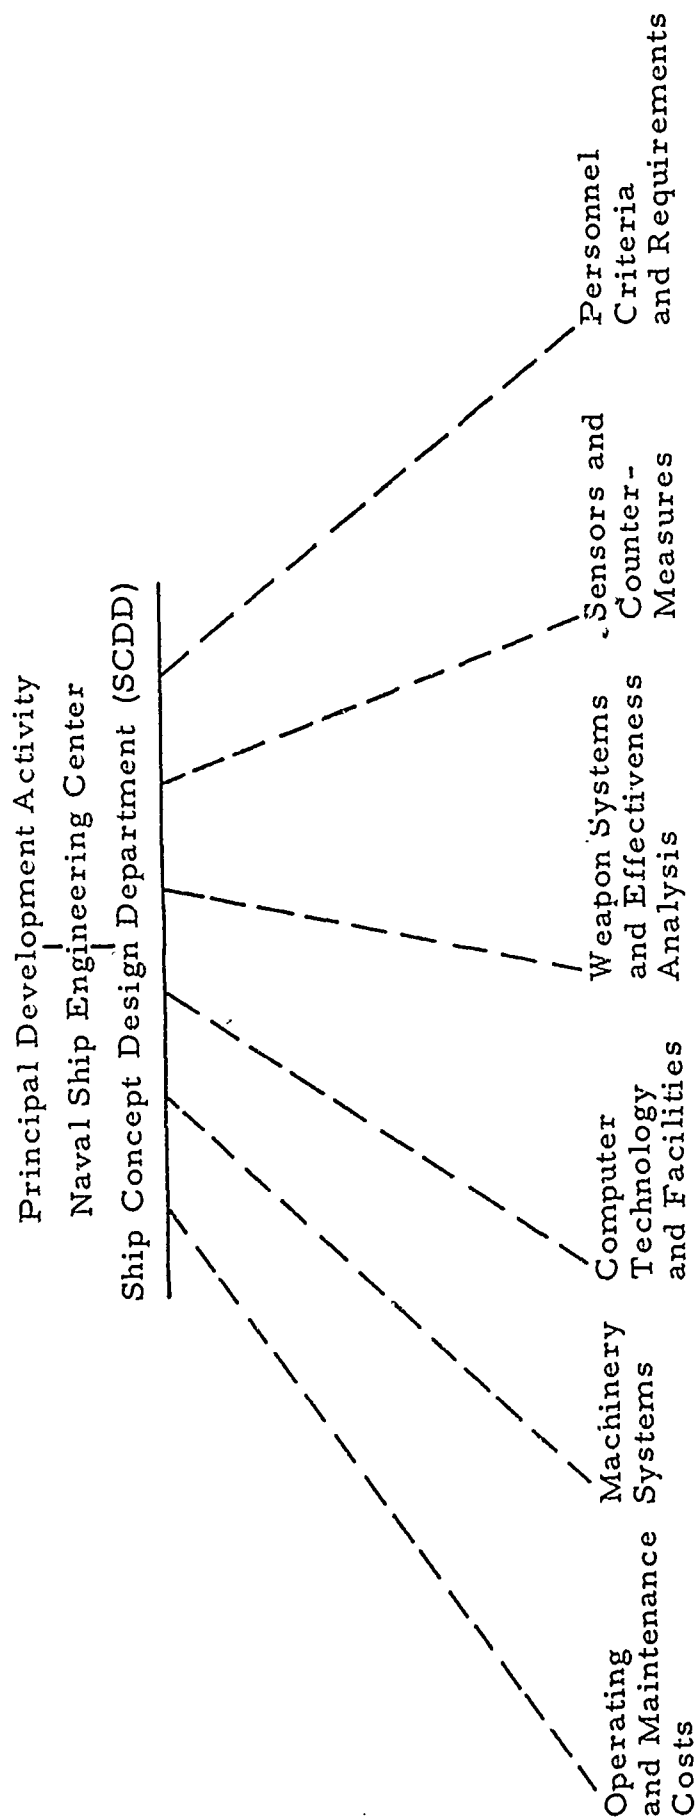 Principal Development Activity
Naval Ship Engineering Center
Ship Concept Design Department (SCDD)
Operating
and Maintenance
Costs
Machinery
Systems
Computer
Technology
and Facilities
Weapon Systems
and Effectiveness
Analysis
Sensors and
Counter-
Measures
Personnel
Criteria
and Requirements